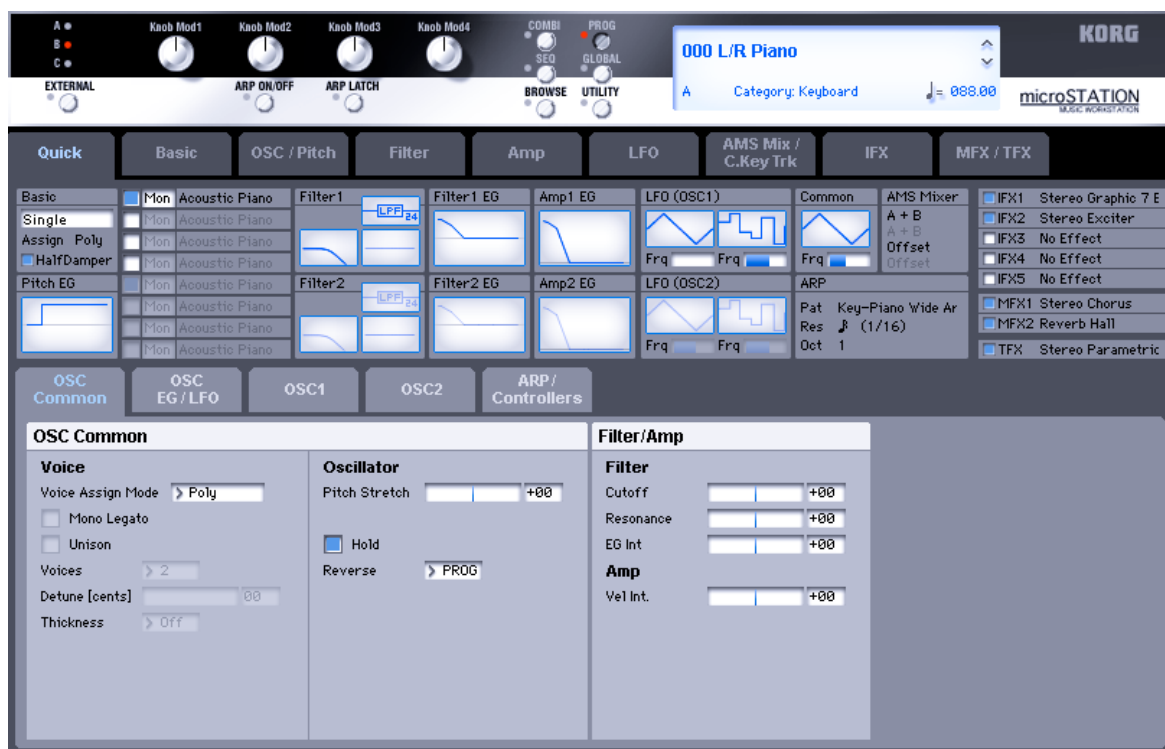 A
B
C
Knob Mod1 Knob Mod2 Knob Mod3 Knob Mod4
COMBI PROG
SEQ GLOBAL
EXTERNAL ARP ON/OFF ARP LATCH
BROWSE UTILITY
000 L/R Piano
A Category: Keyboard ♩= 088.00
KORG
microSTATION
MUSIC WORKSTATION
Quick Basic OSC / Pitch Filter Amp LFO AMS Mix / C.Key Trk IFX MFX / TFX
Basic
Single
Assign Poly
HalfDamper
Pitch EG
Mon Acoustic Piano
Mon Acoustic Piano
Mon Acoustic Piano
Mon Acoustic Piano
Mon Acoustic Piano
Mon Acoustic Piano
Mon Acoustic Piano
Mon Acoustic Piano
Filter1
LPF 24
Filter2
LPF 24
Filter1 EG
Filter2 EG
Amp1 EG
Amp2 EG
LFO (OSC1)
Frq Frq
LFO (OSC2)
Frq Frq
Common
Frq
AMS Mixer
A + B
A + B
Offset
Offset
ARP
Pat Key-Piano Wide Ar
Res (1/16)
Oct 1
IFX1 Stereo Graphic 7 E
IFX2 Stereo Exciter
IFX3 No Effect
IFX4 No Effect
IFX5 No Effect
MFX1 Stereo Chorus
MFX2 Reverb Hall
TFX Stereo Parametric
OSC Common OSC EG / LFO OSC1 OSC2 ARP / Controllers
OSC Common
Voice
Voice Assign Mode Poly
Mono Legato
Unison
Voices 2
Detune [cents] 00
Thickness Off
Oscillator
Pitch Stretch +00
Hold
Reverse PROG
Filter/Amp
Filter
Cutoff +00
Resonance +00
EG Int +00
Amp
Vel Int. +00